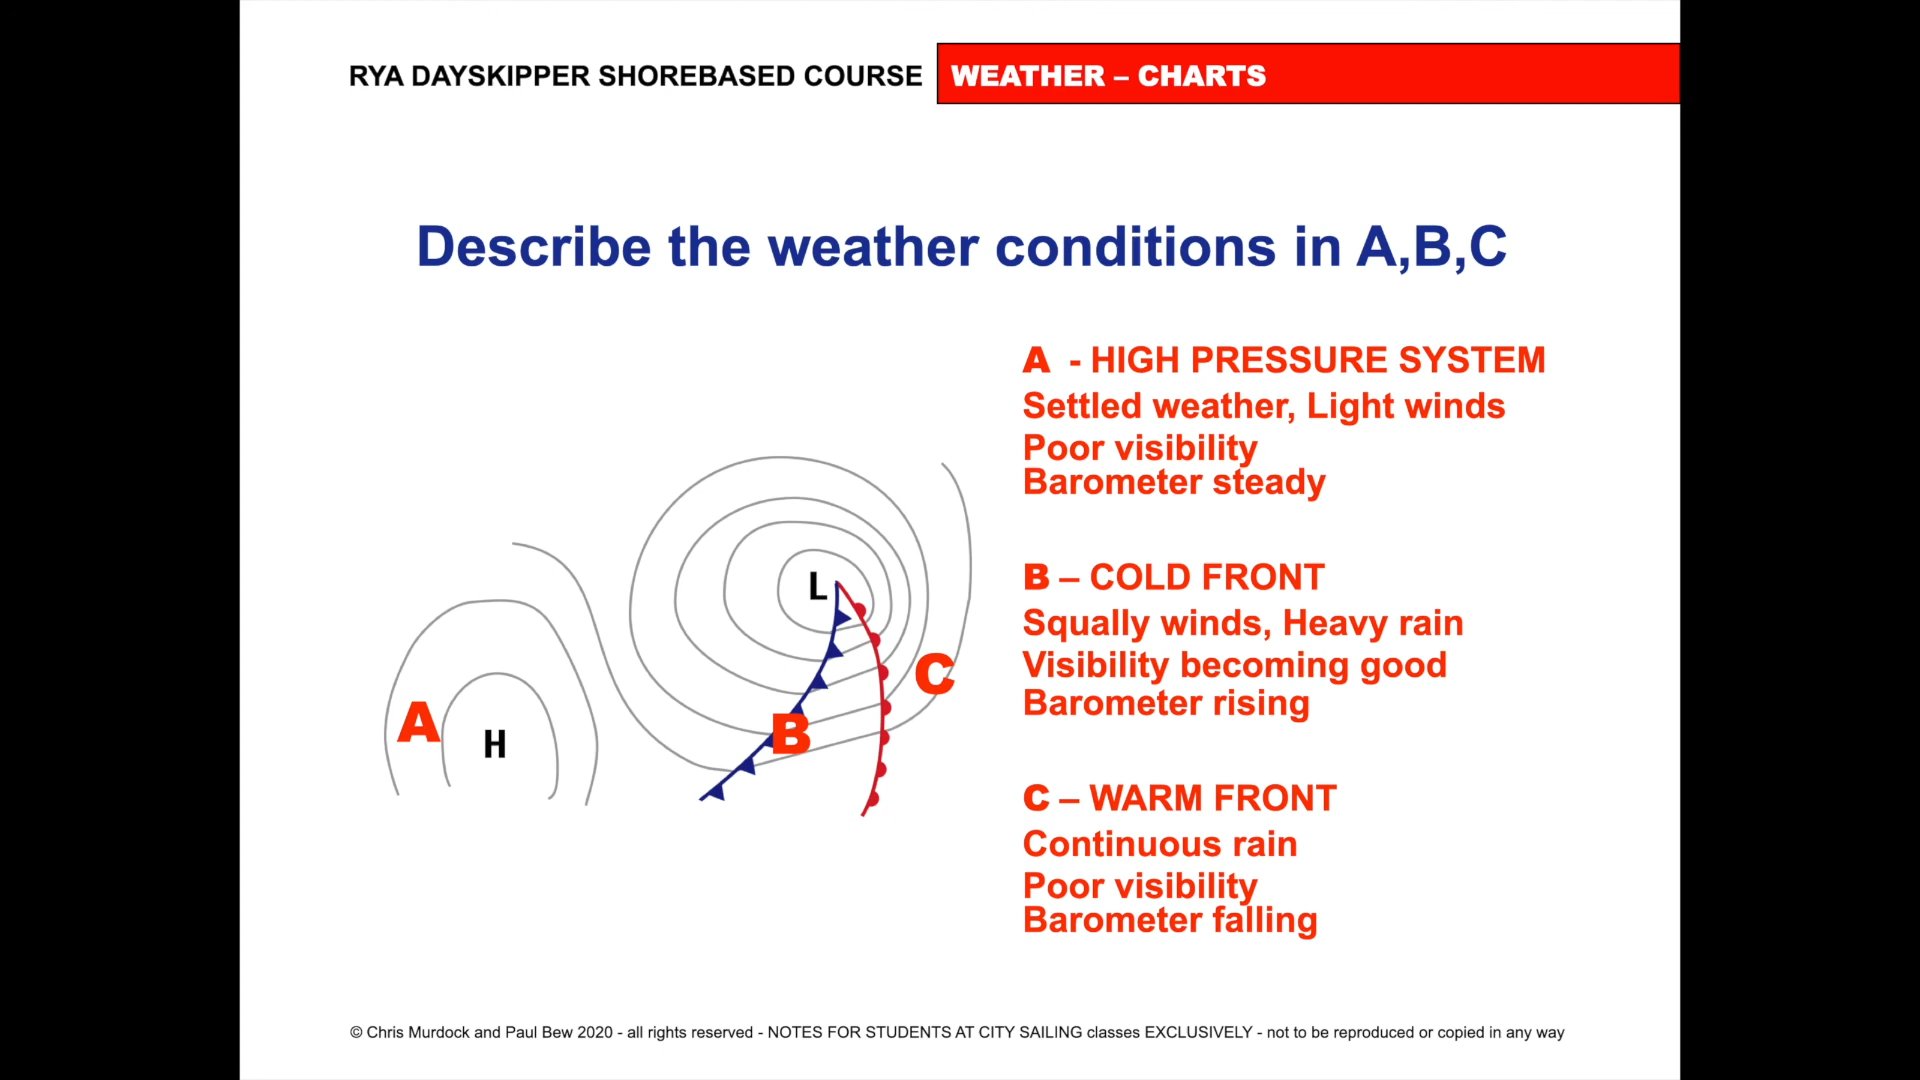 RYA DAYSKIPPER SHOREBASED COURSE WEATHER – CHARTS
Describe the weather conditions in A,B,C
A - HIGH PRESSURE SYSTEM
Settled weather, Light winds
Poor visibility
Barometer steady
B – COLD FRONT
Squally winds, Heavy rain
Visibility becoming good
Barometer rising
C – WARM FRONT
Continuous rain
Poor visibility
Barometer falling
L
C
A
H
B
© Chris Murdock and Paul Bew 2020 - all rights reserved - NOTES FOR STUDENTS AT CITY SAILING classes EXCLUSIVELY - not to be reproduced or copied in any way